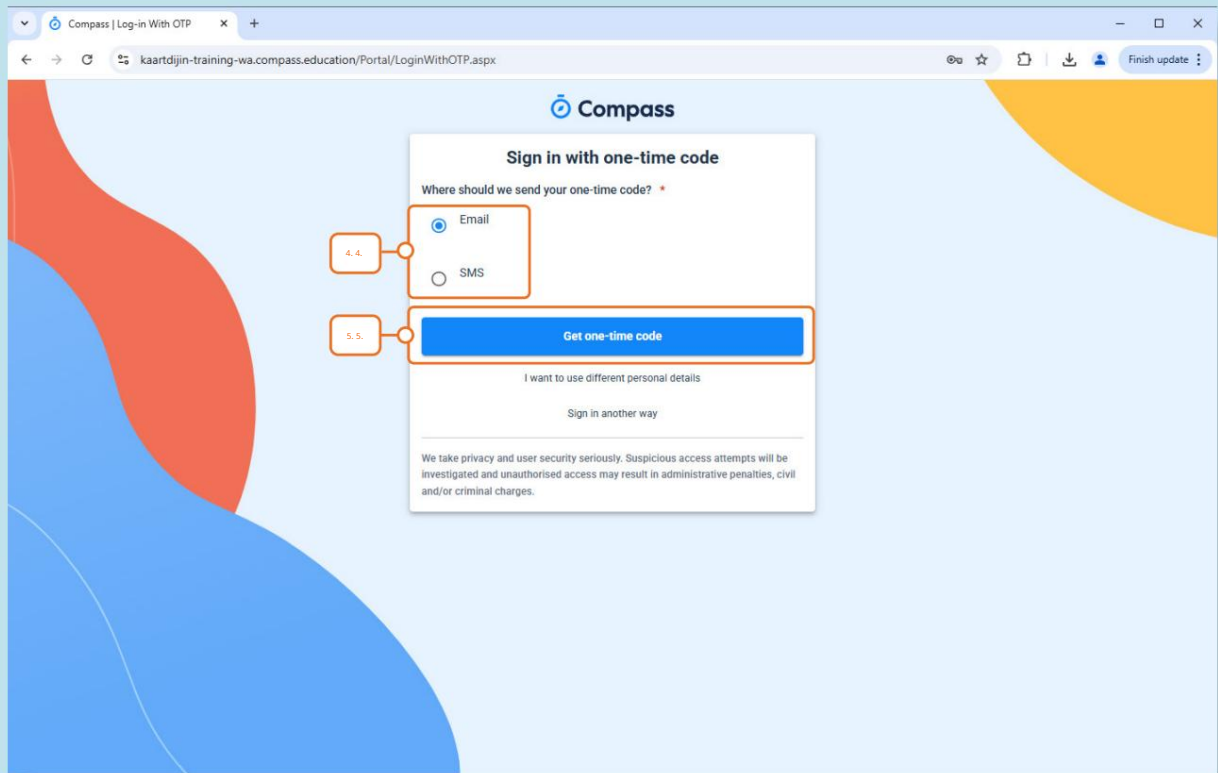 Compass | Log-in With OTP
kaartdijin-training-wa.compass.education/Portal/LoginWithOTP.aspx
Finish update
Compass
Sign in with one-time code
Where should we send your one-time code? *
Email
4. 4.
SMS
5. 5.
Get one-time code
I want to use different personal details
Sign in another way
We take privacy and user security seriously. Suspicious access attempts will be
investigated and unauthorised access may result in administrative penalties, civil
and/or criminal charges.